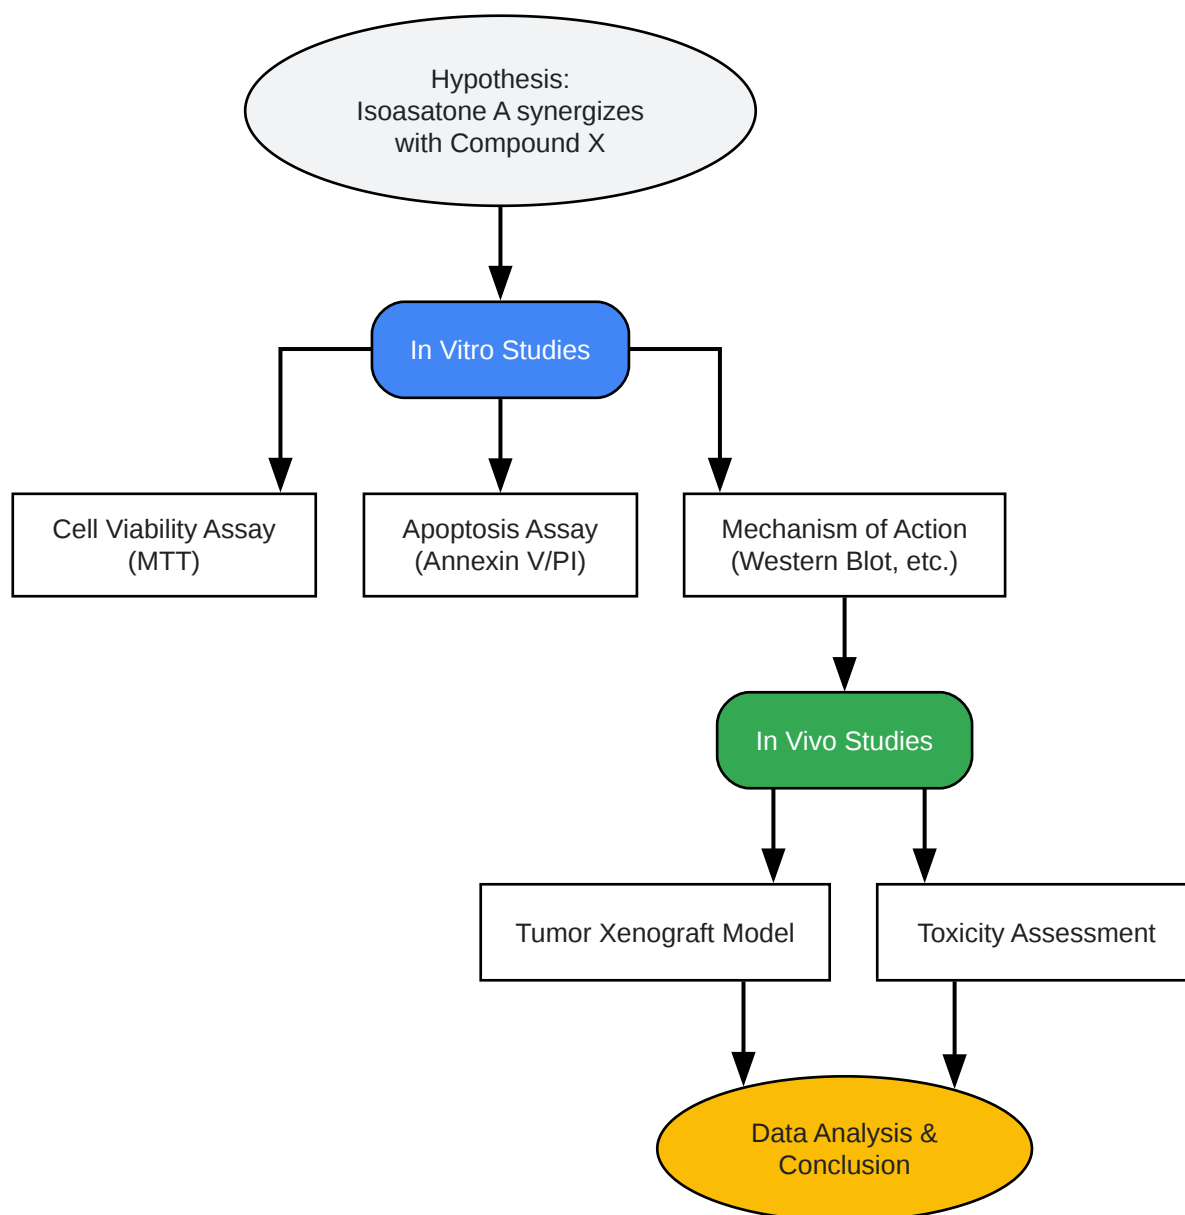 Hypothesis:
Isoasatone A synergizes
with Compound X
In Vitro Studies
Cell Viability Assay
(MTT)
Apoptosis Assay
(Annexin V/PI)
Mechanism of Action
(Western Blot, etc.)
In Vivo Studies
Tumor Xenograft Model
Toxicity Assessment
Data Analysis &
Conclusion